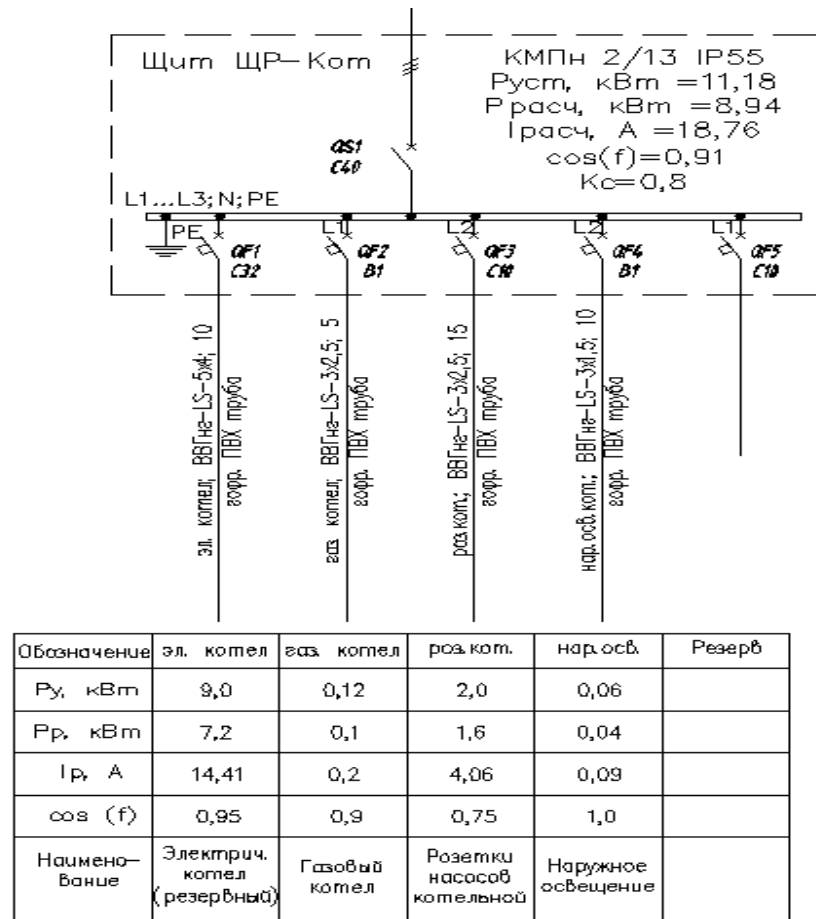 Щит ЩР-Кот
КМПн 2/13 IP55
Руст, кВт =11,18
Р расч, кВт =8,94
Iрасч, А =18,76
cos(f)=0,91
Кс=0,8
QS1
C40
L1...L3; N; PE
PE
QF1
C32
L1
QF2
B1
L2
QF3
C10
L2
QF4
B1
L1
QF5
C10
эл. котел; ВВГнг-LS-5х4; 10
гофр. ПВХ труба
газ. котел; ВВГнг-LS-3х2,5; 5
гофр. ПВХ труба
роз.кот.; ВВГнг-LS-3х2,5; 15
гофр. ПВХ труба
нар.осв.кот.; ВВГнг-LS-3х1,5; 10
гофр. ПВХ труба
Обозначение эл. котел газ. котел роз.кот. нар.осв. Резерв
Ру, кВт 9,0 0,12 2,0 0,06
Рр, кВт 7,2 0,1 1,6 0,04
Iр, А 14,41 0,2 4,06 0,09
cos (f) 0,95 0,9 0,75 1,0
Наимено-
вание
Электрич.
котел
(резервный)
Газовый
котел
Розетки
насосов
котельной
Наружное
освещение